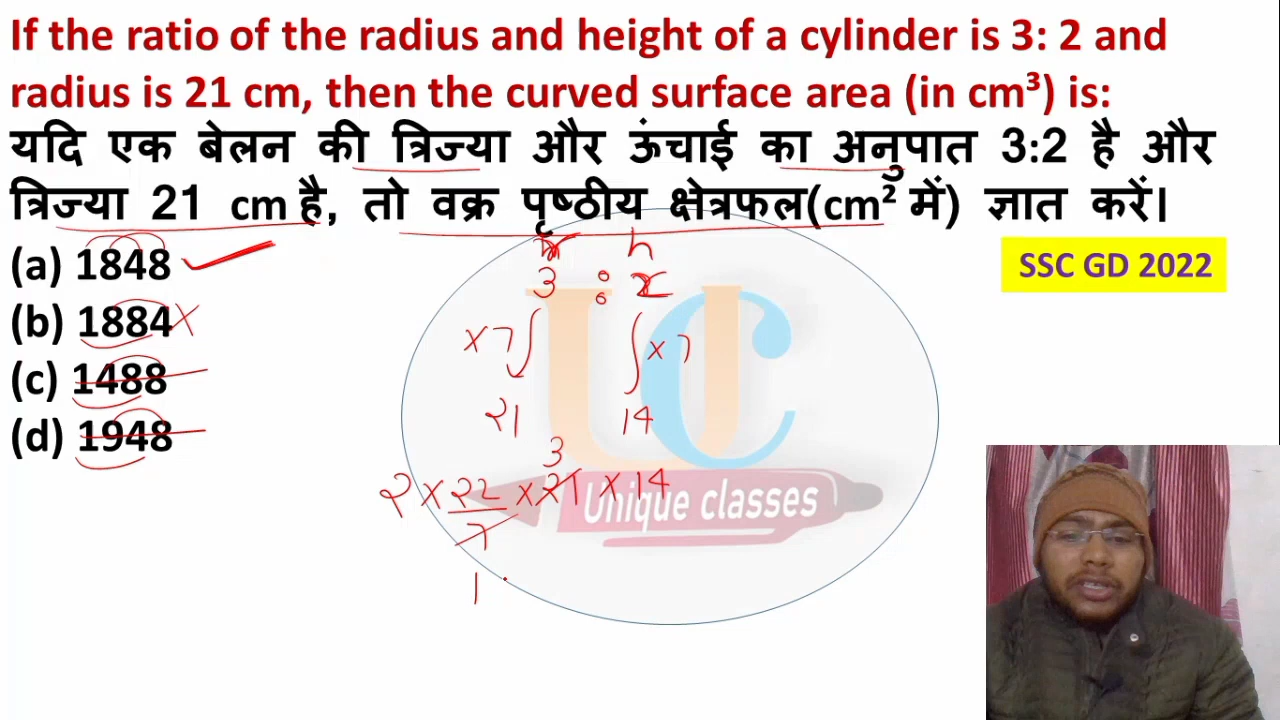 If the ratio of the radius and height of a cylinder is 3: 2 and
radius is 21 cm, then the curved surface area (in cm³) is:
यदि एक बेलन की त्रिज्या और ऊंचाई का अनुपात 3:2 है और
त्रिज्या 21 cm है, तो वक्र पृष्ठीय क्षेत्रफल(cm² में) ज्ञात करें।
(a) 1848
SSC GD 2022
(b) 1884
(c) 1488
(d) 1948
r h
3 : 2
×7 ×7
21 14
3
2 × 22/7 × 21 × 14
Unique classes
1